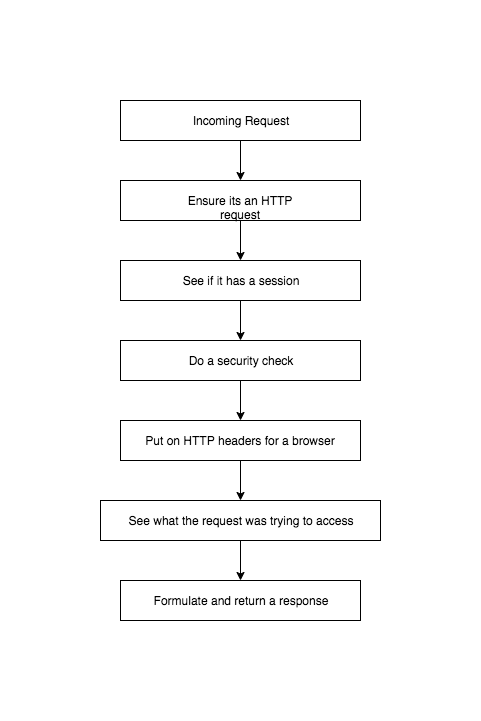 Incoming Request
Ensure its an HTTP
request
See if it has a session
Do a security check
Put on HTTP headers for a browser
See what the request was trying to access
Formulate and return a response